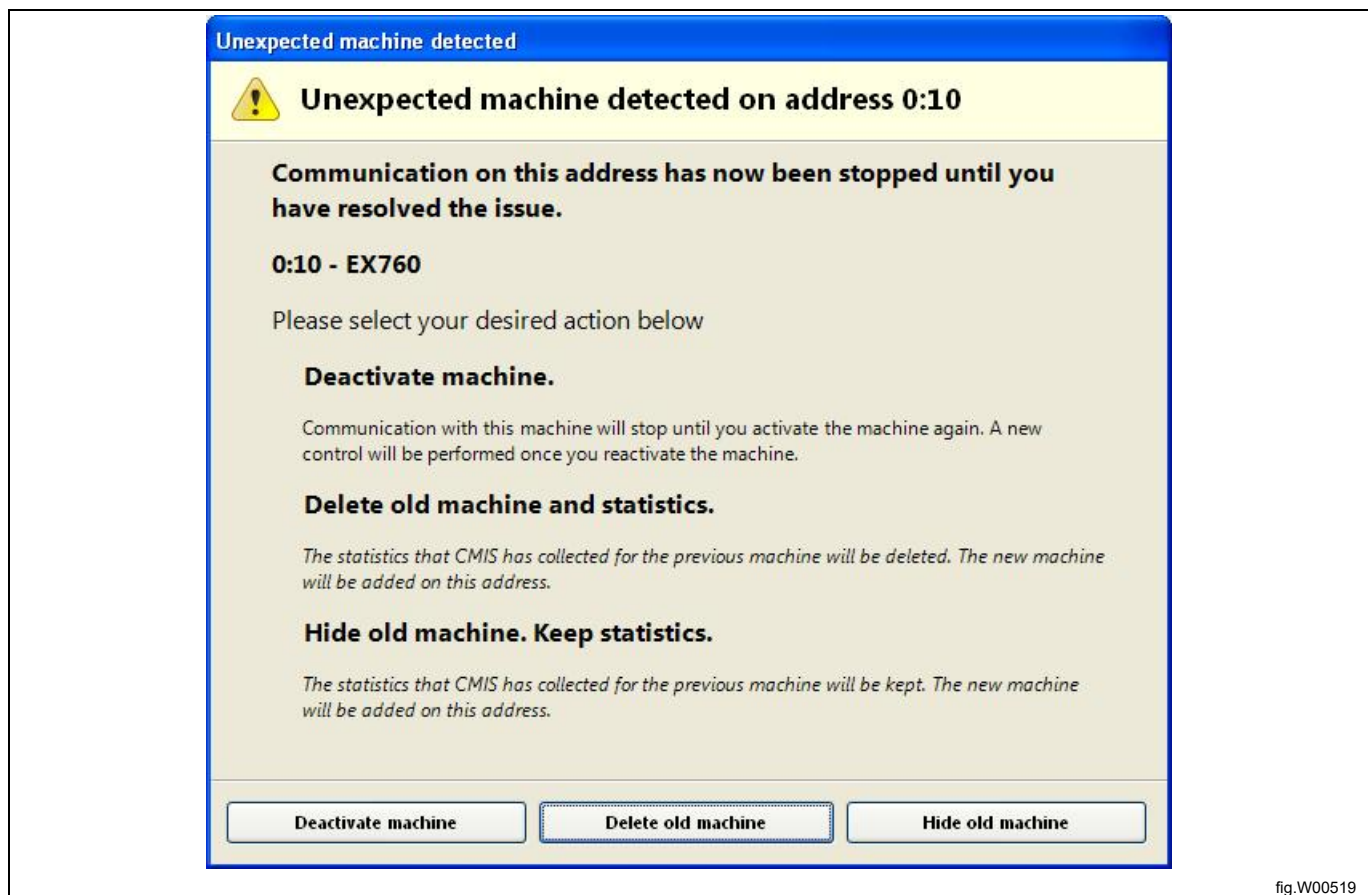 Unexpected machine detected
Unexpected machine detected on address 0:10
Communication on this address has now been stopped until you
have resolved the issue.
0:10 - EX760
Please select your desired action below
Deactivate machine.
Communication with this machine will stop until you activate the machine again. A new
control will be performed once you reactivate the machine.
Delete old machine and statistics.
The statistics that CMIS has collected for the previous machine will be deleted. The new machine
will be added on this address.
Hide old machine. Keep statistics.
The statistics that CMIS has collected for the previous machine will be kept. The new machine
will be added on this address.
Deactivate machine
Delete old machine
Hide old machine
fig.W00519